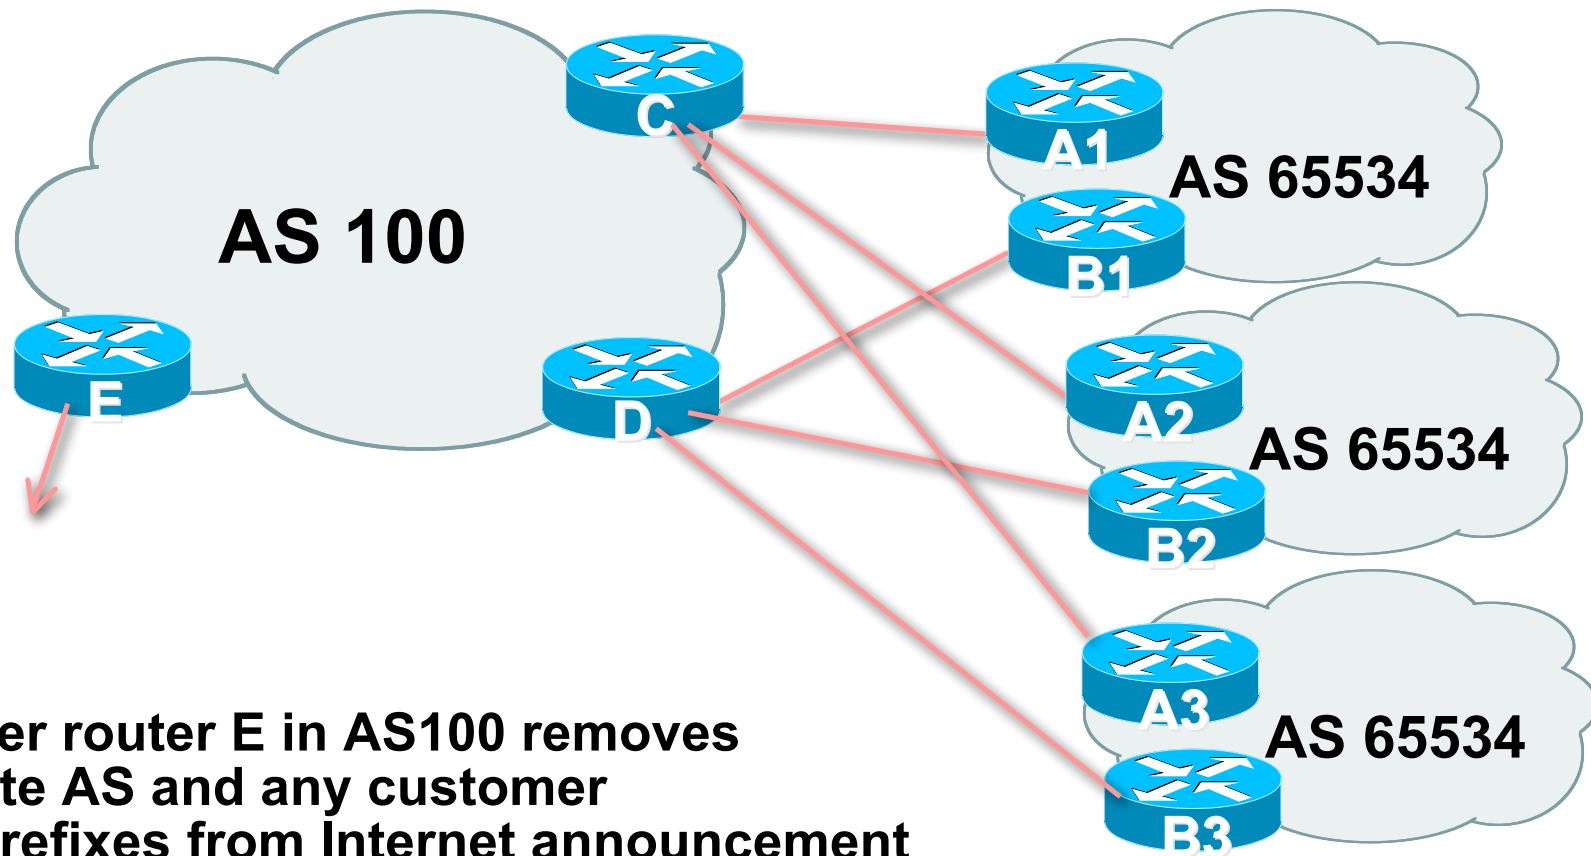 C
A1
AS 65534
AS 100
B1
E
D
A2
AS 65534
B2
A3
AS 65534
B3
er router E in AS100 removes
te AS and any customer
refixes from Internet announcement